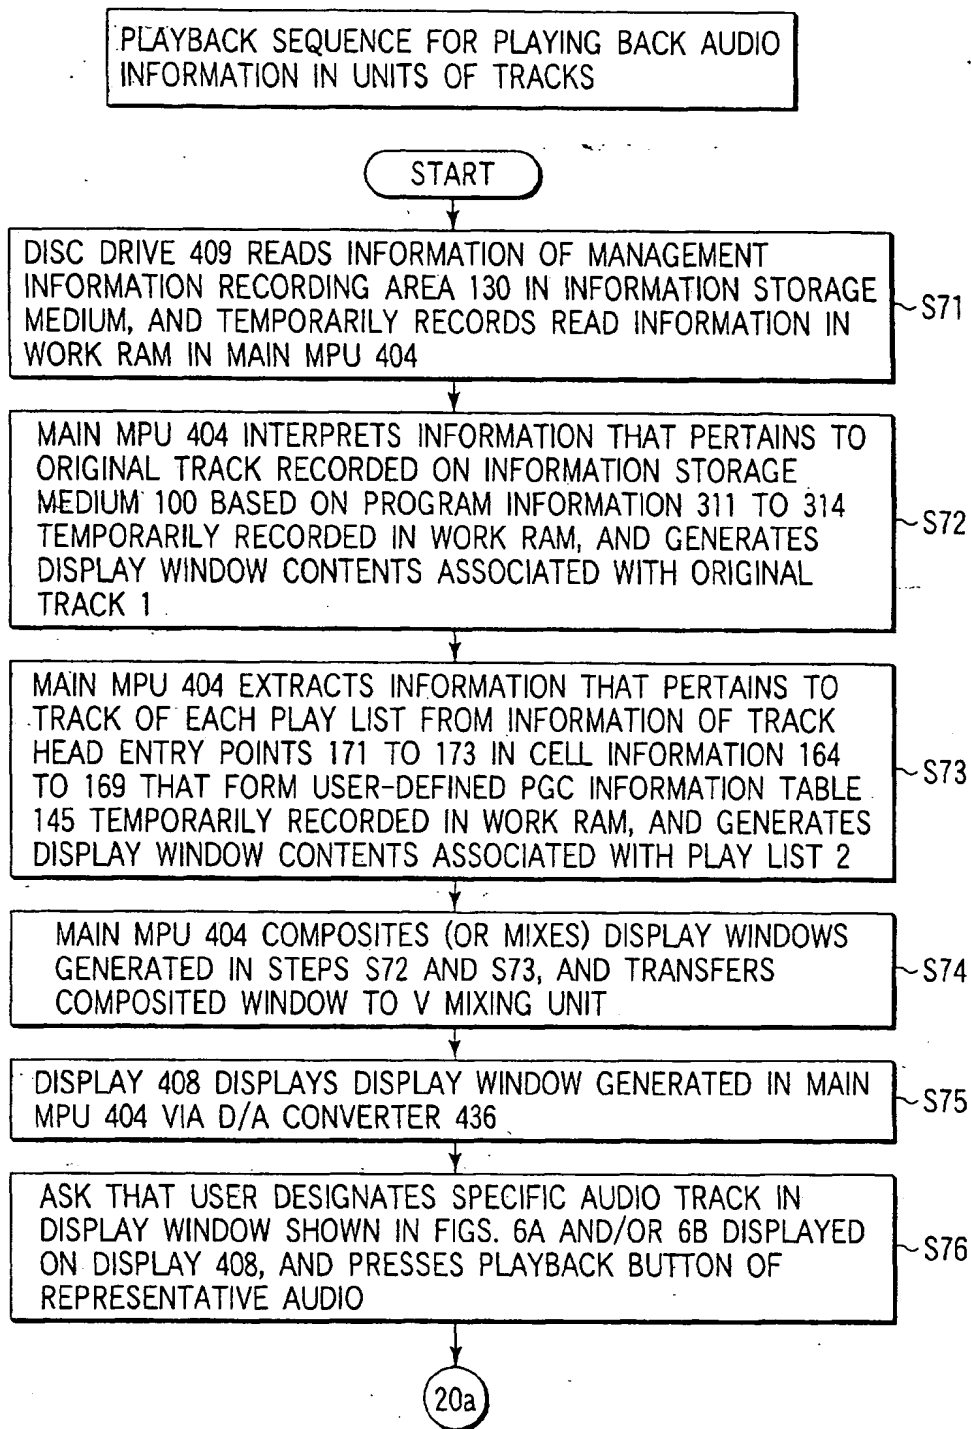 PLAYBACK SEQUENCE FOR PLAYING BACK AUDIO
INFORMATION IN UNITS OF TRACKS
START
DISC DRIVE 409 READS INFORMATION OF MANAGEMENT
INFORMATION RECORDING AREA 130 IN INFORMATION STORAGE
MEDIUM, AND TEMPORARILY RECORDS READ INFORMATION IN
WORK RAM IN MAIN MPU 404
S71
MAIN MPU 404 INTERPRETS INFORMATION THAT PERTAINS TO
ORIGINAL TRACK RECORDED ON INFORMATION STORAGE
MEDIUM 100 BASED ON PROGRAM INFORMATION 311 TO 314
TEMPORARILY RECORDED IN WORK RAM, AND GENERATES
DISPLAY WINDOW CONTENTS ASSOCIATED WITH ORIGINAL
TRACK 1
S72
MAIN MPU 404 EXTRACTS INFORMATION THAT PERTAINS TO
TRACK OF EACH PLAY LIST FROM INFORMATION OF TRACK
HEAD ENTRY POINTS 171 TO 173 IN CELL INFORMATION 164
TO 169 THAT FORM USER-DEFINED PGC INFORMATION TABLE
145 TEMPORARILY RECORDED IN WORK RAM, AND GENERATES
DISPLAY WINDOW CONTENTS ASSOCIATED WITH PLAY LIST 2
S73
MAIN MPU 404 COMPOSITES (OR MIXES) DISPLAY WINDOWS
GENERATED IN STEPS S72 AND S73, AND TRANSFERS
COMPOSITED WINDOW TO V MIXING UNIT
S74
DISPLAY 408 DISPLAYS DISPLAY WINDOW GENERATED IN MAIN
MPU 404 VIA D/A CONVERTER 436
S75
ASK THAT USER DESIGNATES SPECIFIC AUDIO TRACK IN
DISPLAY WINDOW SHOWN IN FIGS. 6A AND/OR 6B DISPLAYED
ON DISPLAY 408, AND PRESSES PLAYBACK BUTTON OF
REPRESENTATIVE AUDIO
S76
20a